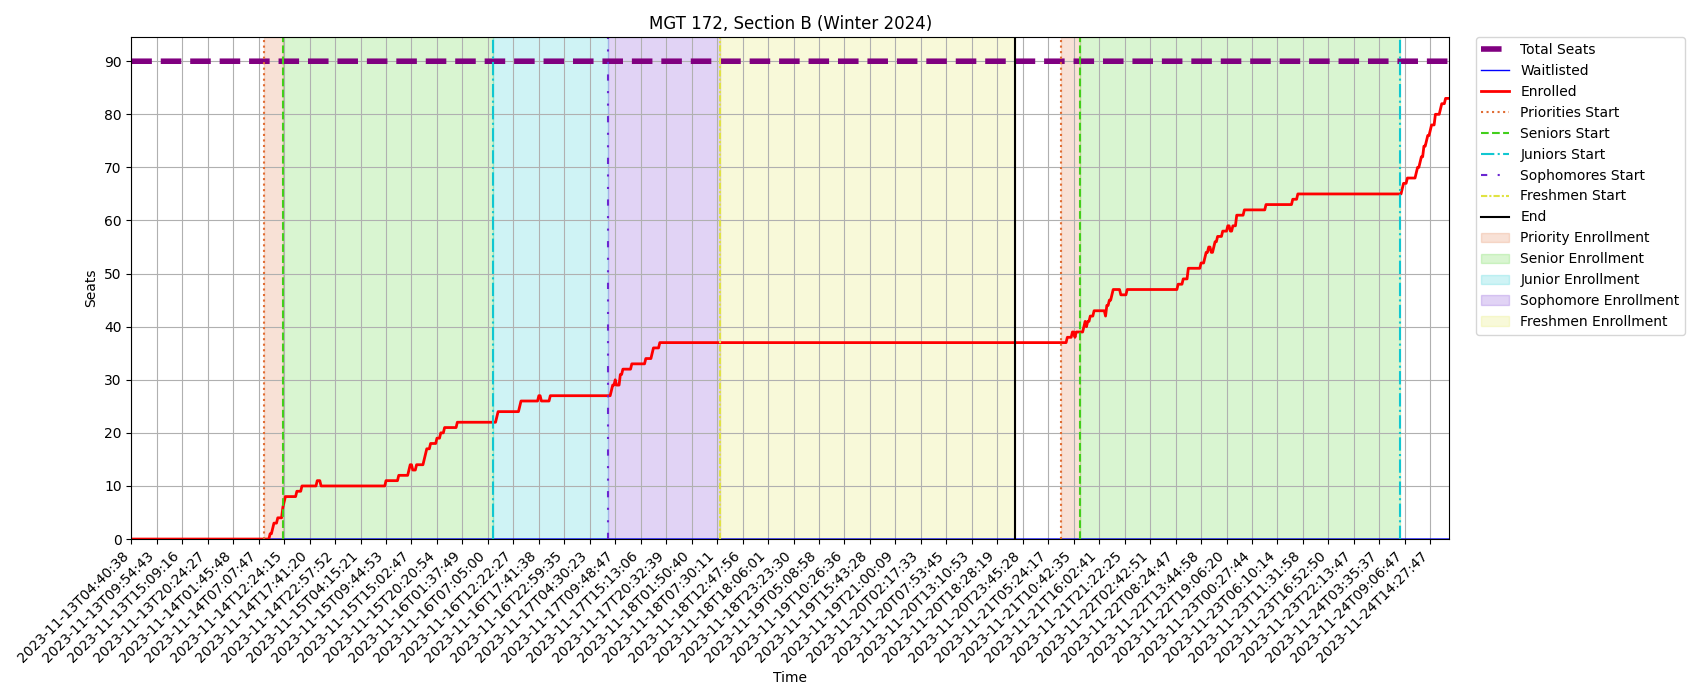 MGT 172, Section B (Winter 2024)
Seats
90
80
70
60
50
40
30
20
10
0
2023-11-13T04:40:38
2023-11-13T09:54:43
2023-11-13T15:09:16
2023-11-13T20:24:27
2023-11-14T01:45:48
2023-11-14T07:07:47
2023-11-14T12:24:15
2023-11-14T17:41:20
2023-11-14T22:57:52
2023-11-15T04:15:21
2023-11-15T09:44:53
2023-11-15T15:02:47
2023-11-15T20:20:54
2023-11-16T01:37:49
2023-11-16T07:05:00
2023-11-16T12:22:27
2023-11-16T17:41:38
2023-11-16T22:59:35
2023-11-17T04:30:23
2023-11-17T09:48:47
2023-11-17T15:13:06
2023-11-17T20:32:39
2023-11-18T01:50:40
2023-11-18T07:30:11
2023-11-18T12:47:56
2023-11-18T18:06:01
2023-11-18T23:23:30
2023-11-19T05:08:58
2023-11-19T10:26:36
2023-11-19T15:43:28
2023-11-19T21:00:09
2023-11-20T02:17:33
2023-11-20T07:53:45
2023-11-20T13:10:53
2023-11-20T18:28:19
2023-11-20T23:45:28
2023-11-21T05:24:17
2023-11-21T10:42:35
2023-11-21T16:02:41
2023-11-21T21:22:25
2023-11-22T02:42:51
2023-11-22T08:24:47
2023-11-22T13:44:58
2023-11-22T19:06:20
2023-11-23T00:27:44
2023-11-23T06:10:14
2023-11-23T11:31:58
2023-11-23T16:52:50
2023-11-23T22:13:47
2023-11-24T03:35:37
2023-11-24T09:06:47
2023-11-24T14:27:47
Time
Total Seats
Waitlisted
Enrolled
Priorities Start
Seniors Start
Juniors Start
Sophomores Start
Freshmen Start
End
Priority Enrollment
Senior Enrollment
Junior Enrollment
Sophomore Enrollment
Freshmen Enrollment